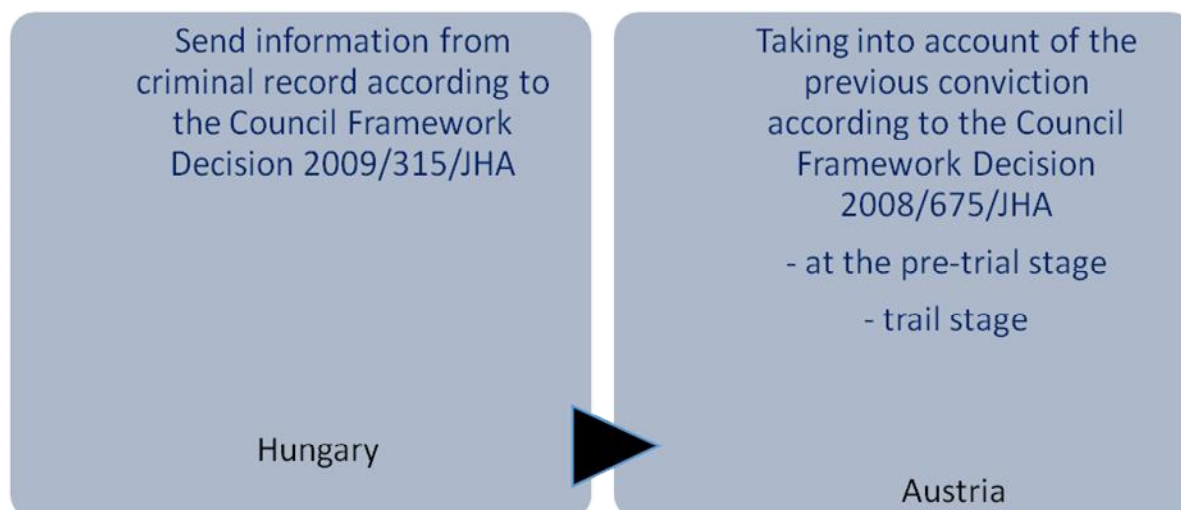 Send information from
criminal record according to
the Council Framework
Decision 2009/315/JHA
Hungary
Taking into account of the
previous conviction
according to the Council
Framework Decision
2008/675/JHA
- at the pre-trial stage
- trail stage
Austria